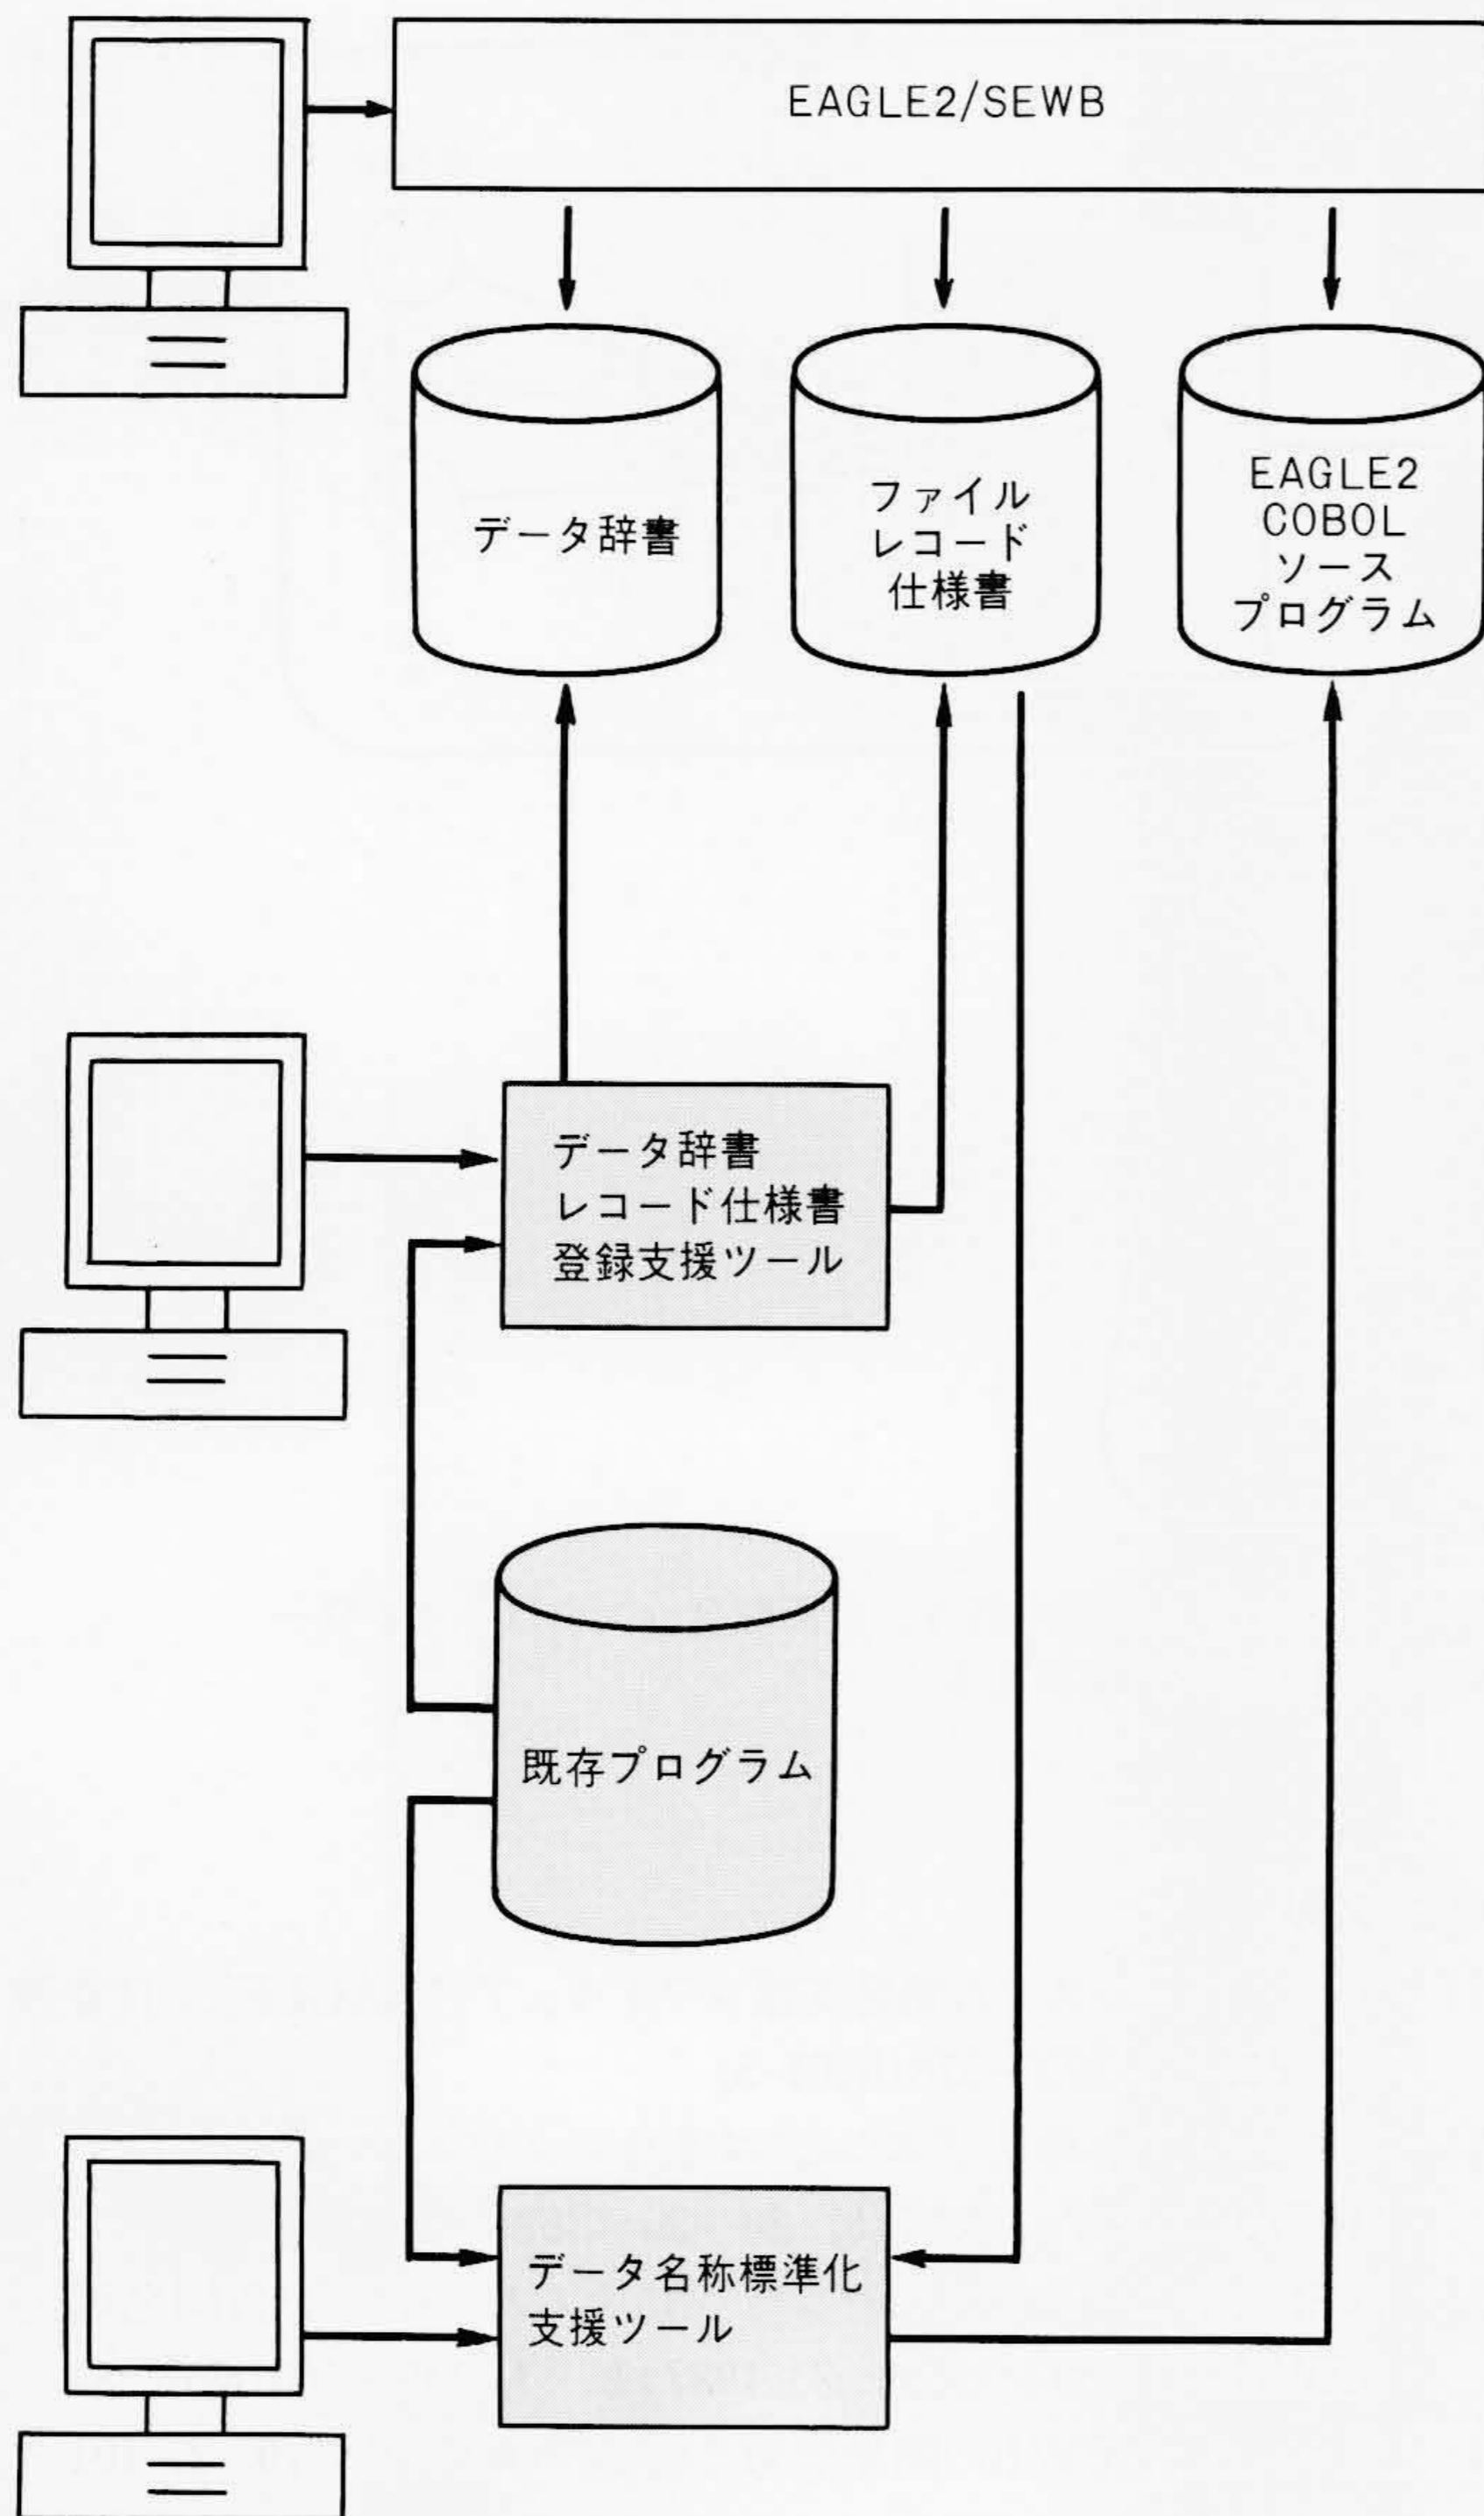 EAGLE2/SEWB
データ辞書
ファイル
レコード
仕様書
EAGLE2
COBOL
ソース
プログラム
データ辞書
レコード仕様書
登録支援ツール
既存プログラム
データ名称標準化
支援ツール